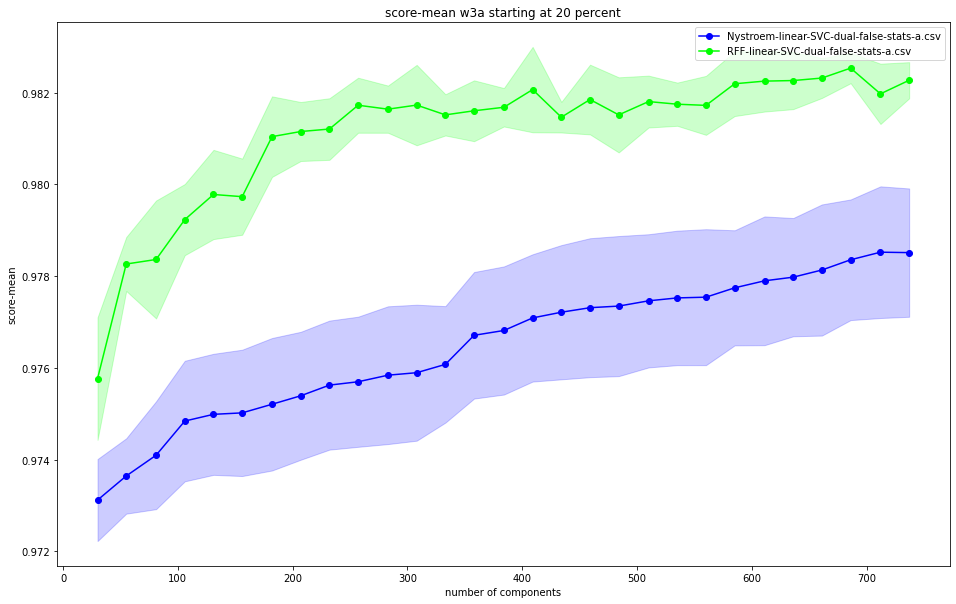 score-mean w3a starting at 20 percent
Nystroem-linear-SVC-dual-false-stats-a.csv
RFF-linear-SVC-dual-false-stats-a.csv
score-mean
0.982
0.980
0.978
0.976
0.974
0.972
0 100 200 300 400 500 600 700
number of components